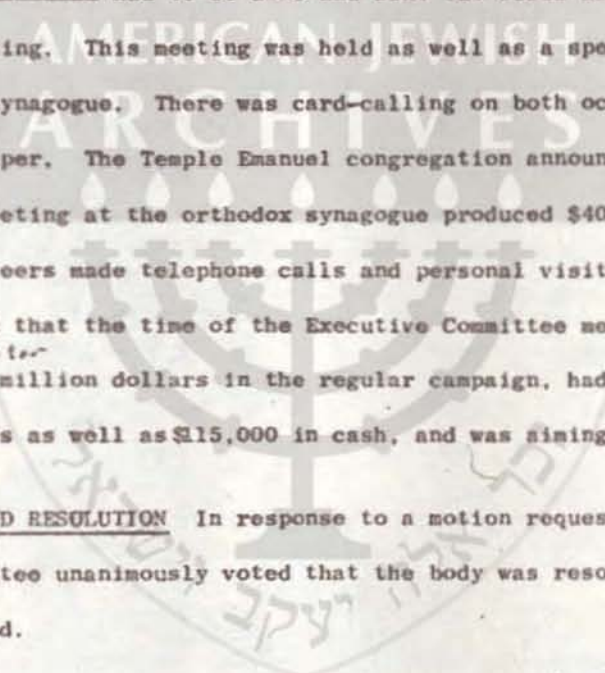 ing. This meeting was held as well as a spe
ynagogue. There was card-calling on both oc
per. The Temple Emanuel congregation announ
eting at the orthodox synagogue produced $40
eers made telephone calls and personal visit
that the time of the Executive Committee me
million dollars in the regular campaign, had
s as well as $115,000 in cash, and was aiming
D RESOLUTION In response to a motion reques
tee unanimously voted that the body was reso
d.
AMERICAN JEWISH
ARCHIVES
זכר אלה יעקב וישראל